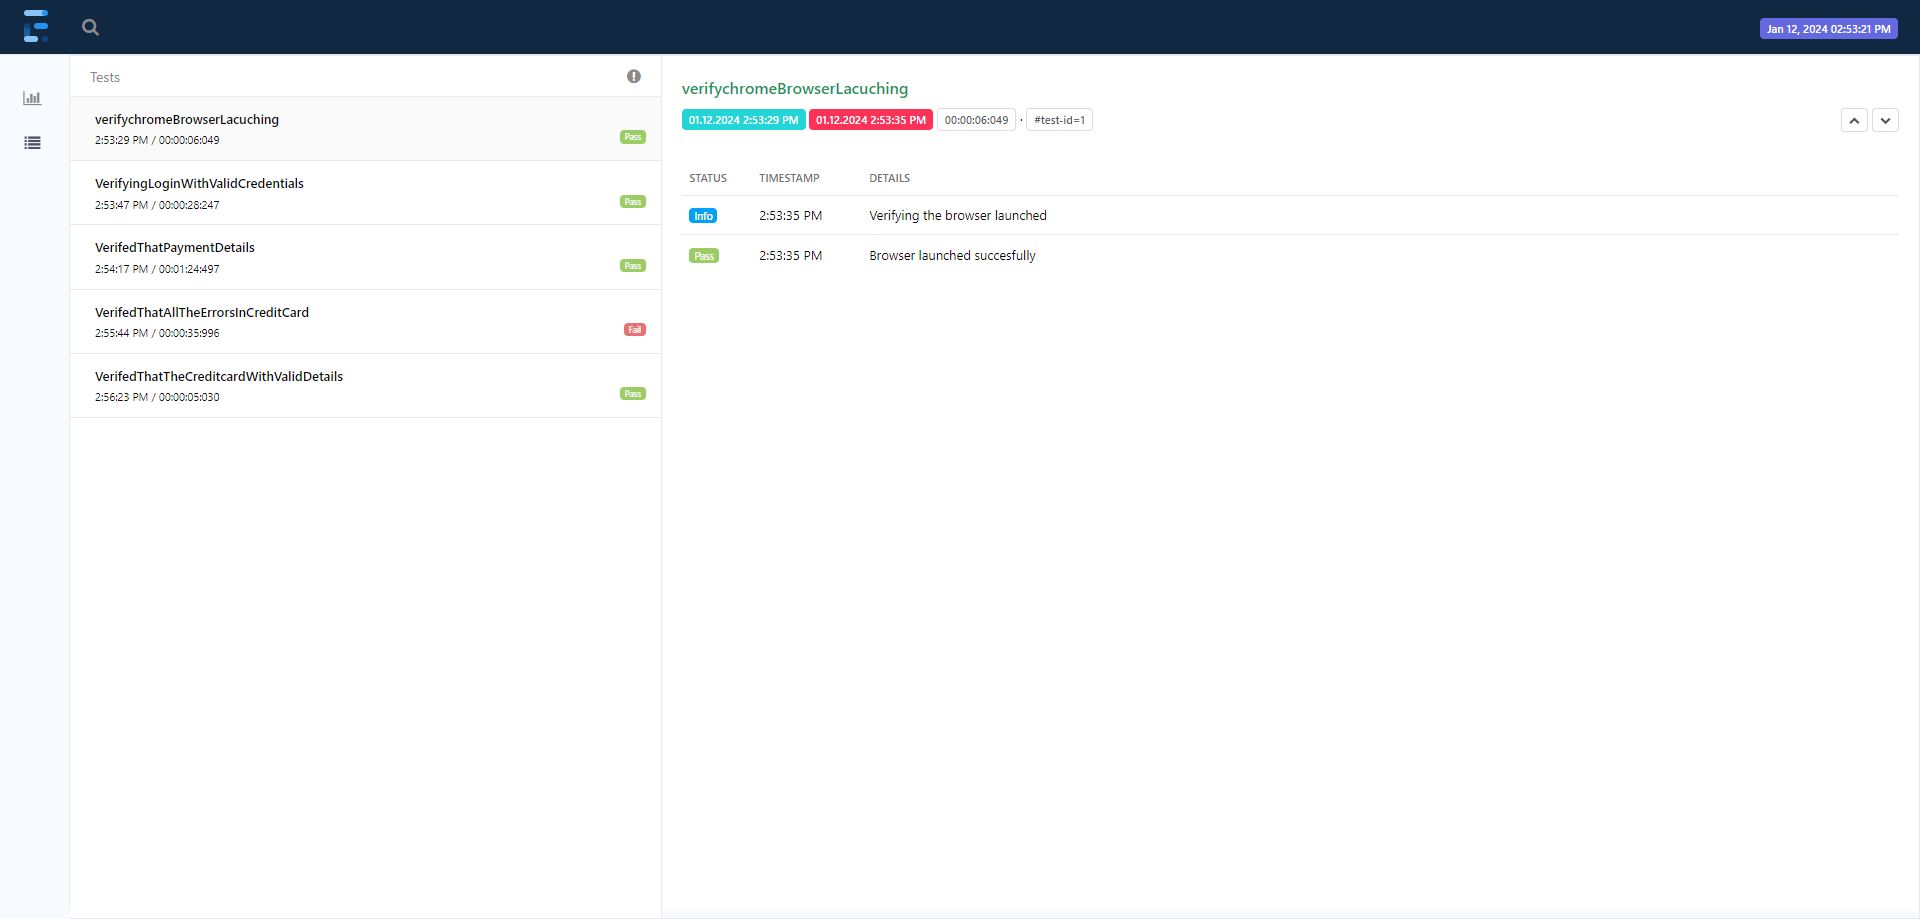 Jan 12, 2024 02:53:21 PM
Tests
verifychromeBrowserLacuching
2:53:29 PM / 00:00:06:049
Pass
VerifyingLoginWithValidCredentials
2:53:47 PM / 00:00:28:247
Pass
VerifedThatPaymentDetails
2:54:17 PM / 00:01:24:497
Pass
VerifedThatAllTheErrorsInCreditCard
2:55:44 PM / 00:00:35:996
Fail
VerifedThatTheCreditcardWithValidDetails
2:56:23 PM / 00:00:05:030
Pass
verifychromeBrowserLacuching
01.12.2024 2:53:29 PM 01.12.2024 2:53:35 PM 00:00:06:049 · #test-id=1
STATUS TIMESTAMP DETAILS
Info 2:53:35 PM Verifying the browser launched
Pass 2:53:35 PM Browser launched succesfully